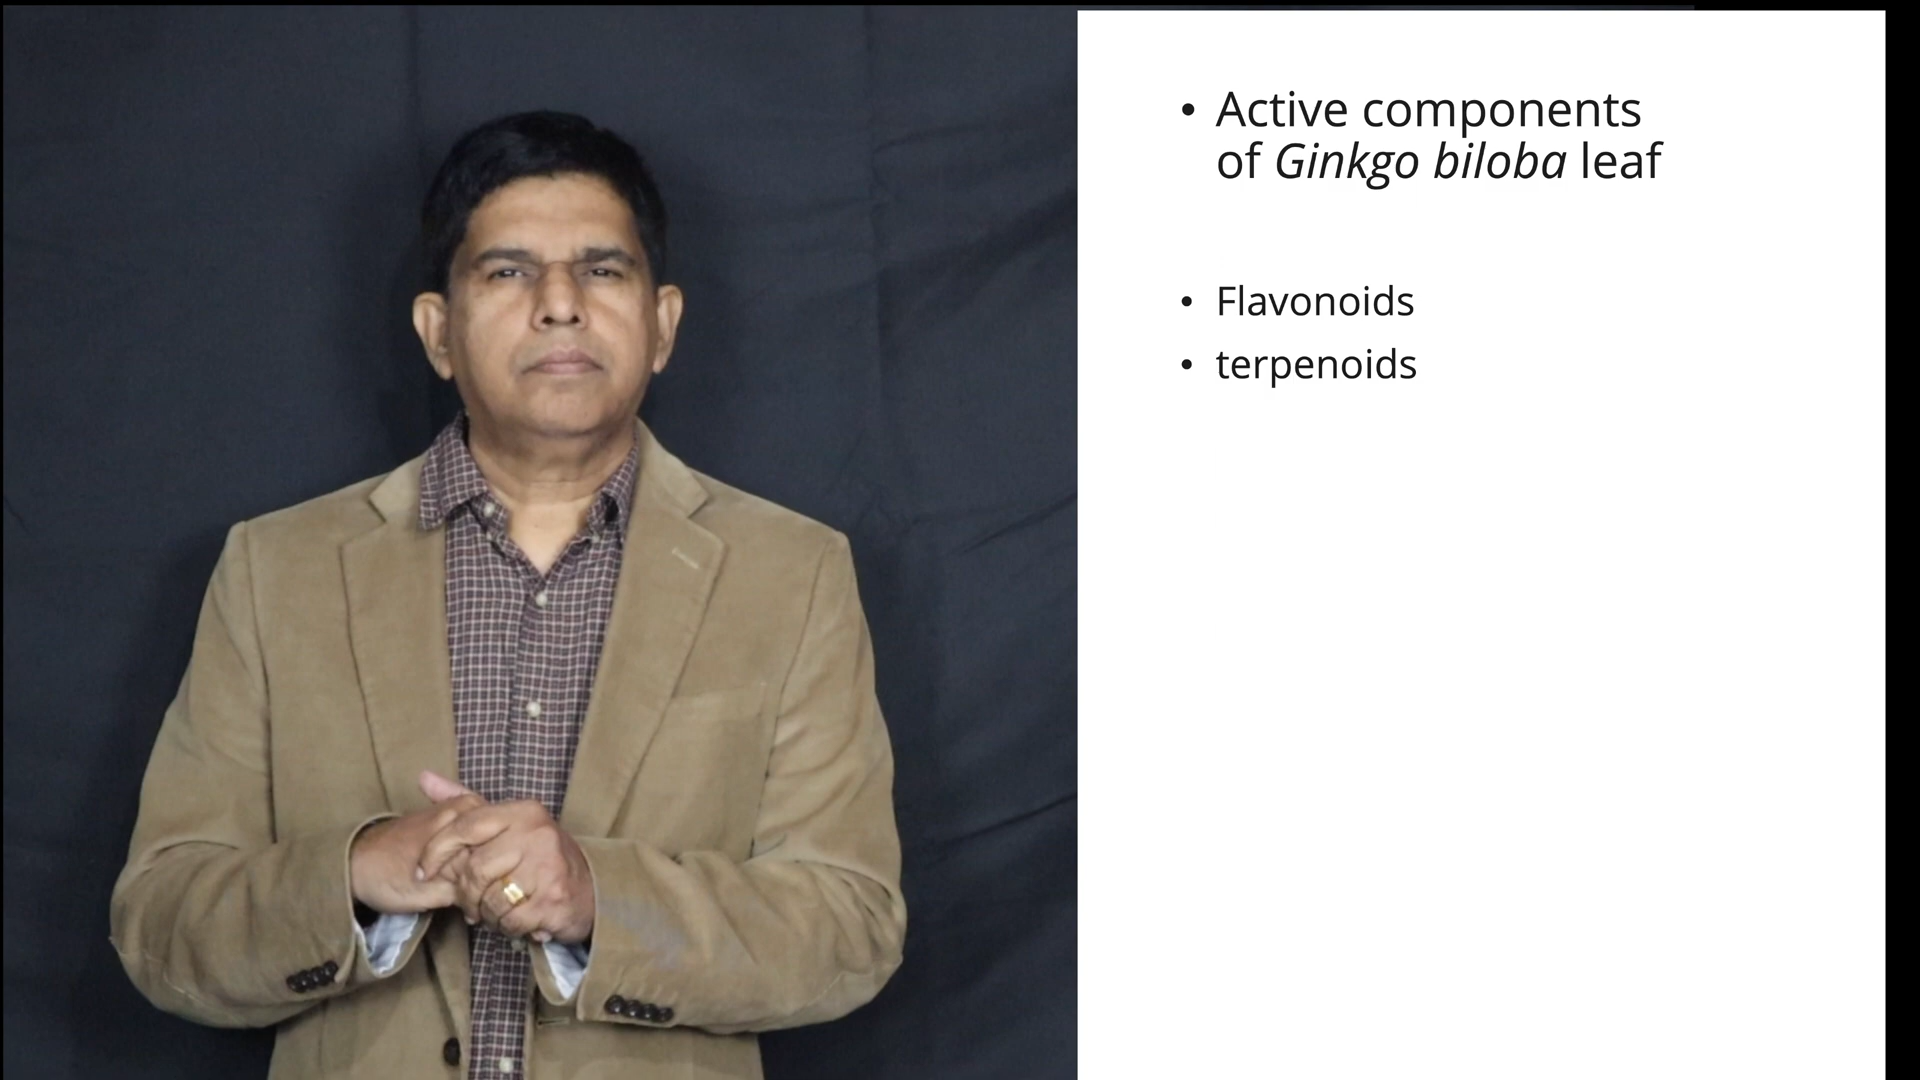 • Active components
of Ginkgo biloba leaf
• Flavonoids
• terpenoids